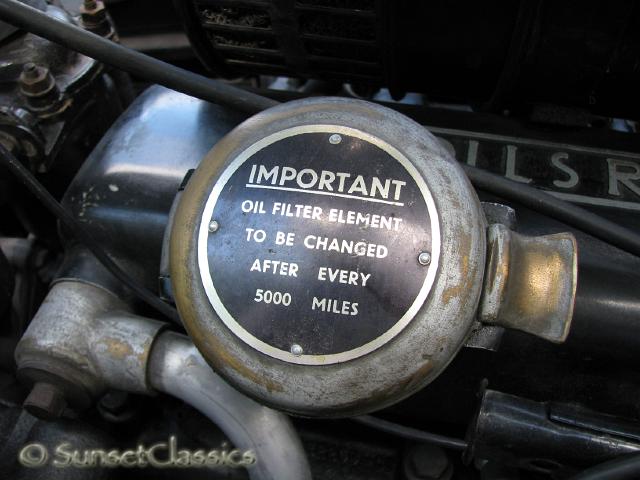 IMPORTANT
OIL FILTER ELEMENT
TO BE CHANGED
AFTER EVERY
5000 MILES
© SunsetClassics